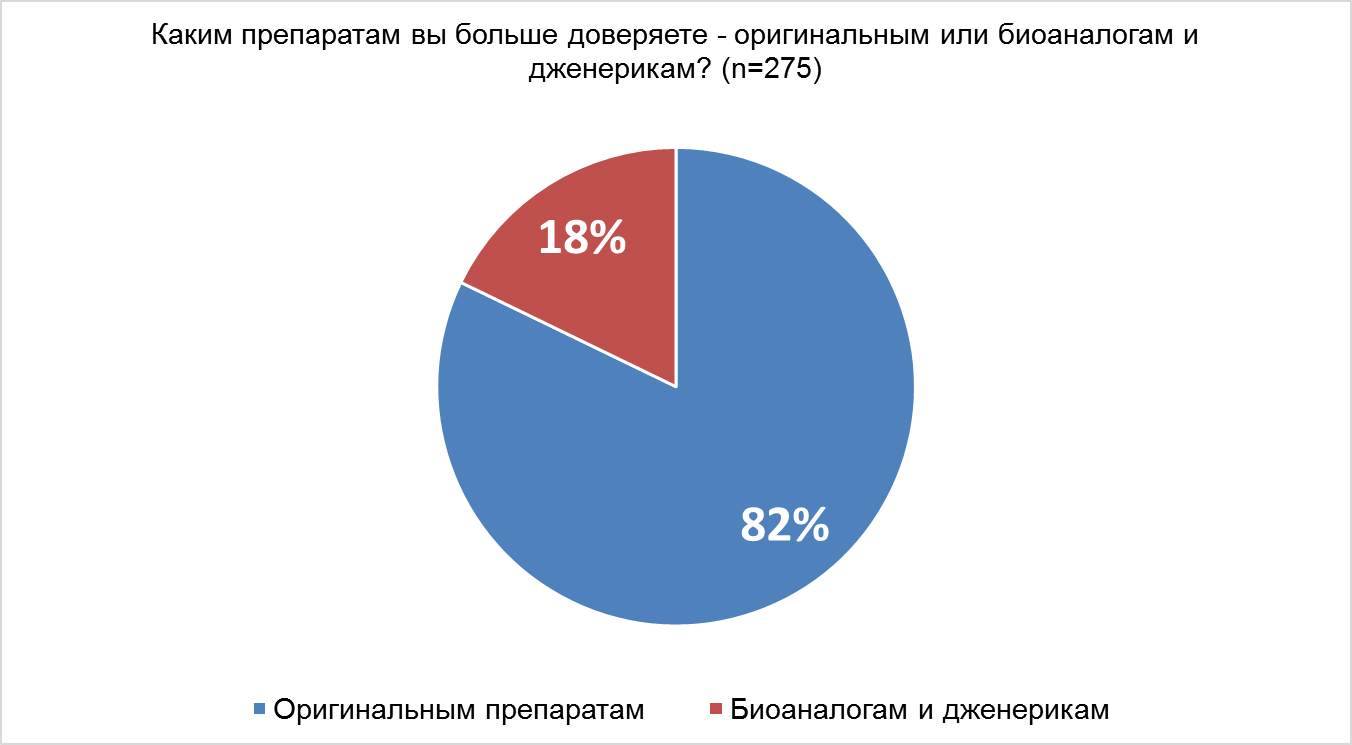 Каким препаратам вы больше доверяете - оригинальным или биоаналогам и
дженерикам? (n=275)
18%
82%
Оригинальным препаратам
Биоаналогам и дженерикам